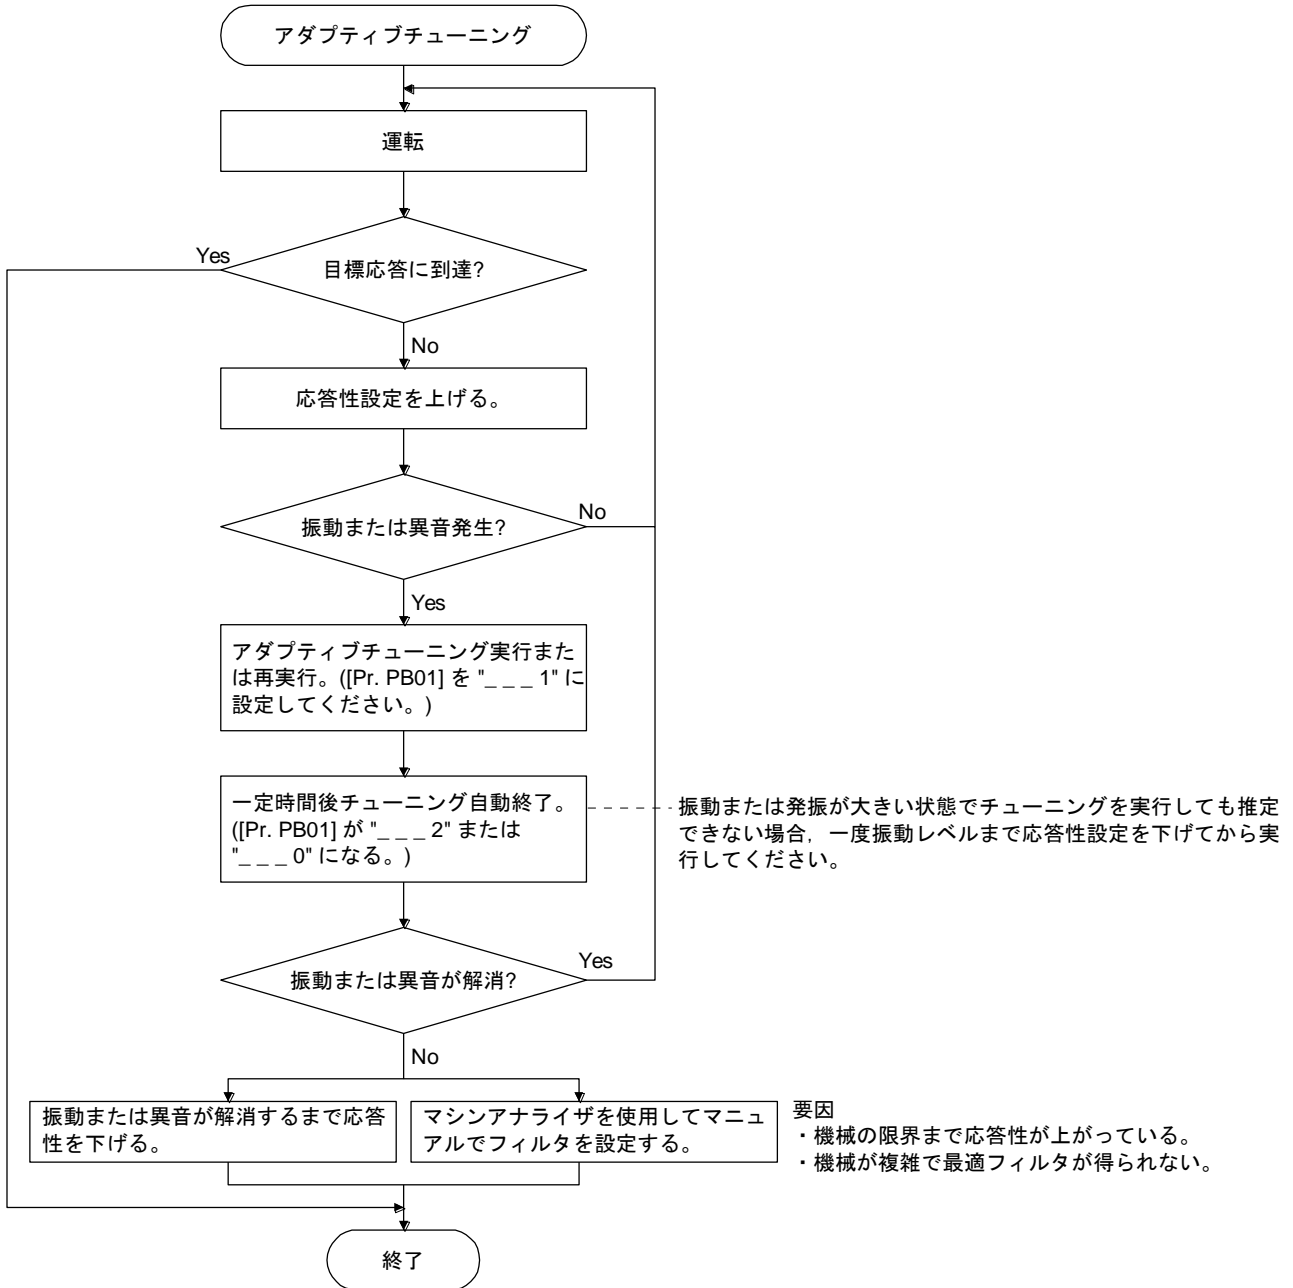 アダプティブチューニング
運転
Yes
目標応答に到達?
No
応答性設定を上げる。
振動または異音発生?
No
Yes
アダプティブチューニング実行また
は再実行。([Pr. PB01] を "_ _ _ 1" に
設定してください。)
一定時間後チューニング自動終了。
([Pr. PB01] が "_ _ _ 2" または
"_ _ _ 0" になる。)
振動または発振が大きい状態でチューニングを実行しても推定
できない場合，一度振動レベルまで応答性設定を下げてから実
行してください。
振動または異音が解消?
Yes
No
振動または異音が解消するまで応答
性を下げる。
マシンアナライザを使用してマニュ
アルでフィルタを設定する。
要因
・機械の限界まで応答性が上がっている。
・機械が複雑で最適フィルタが得られない。
終了